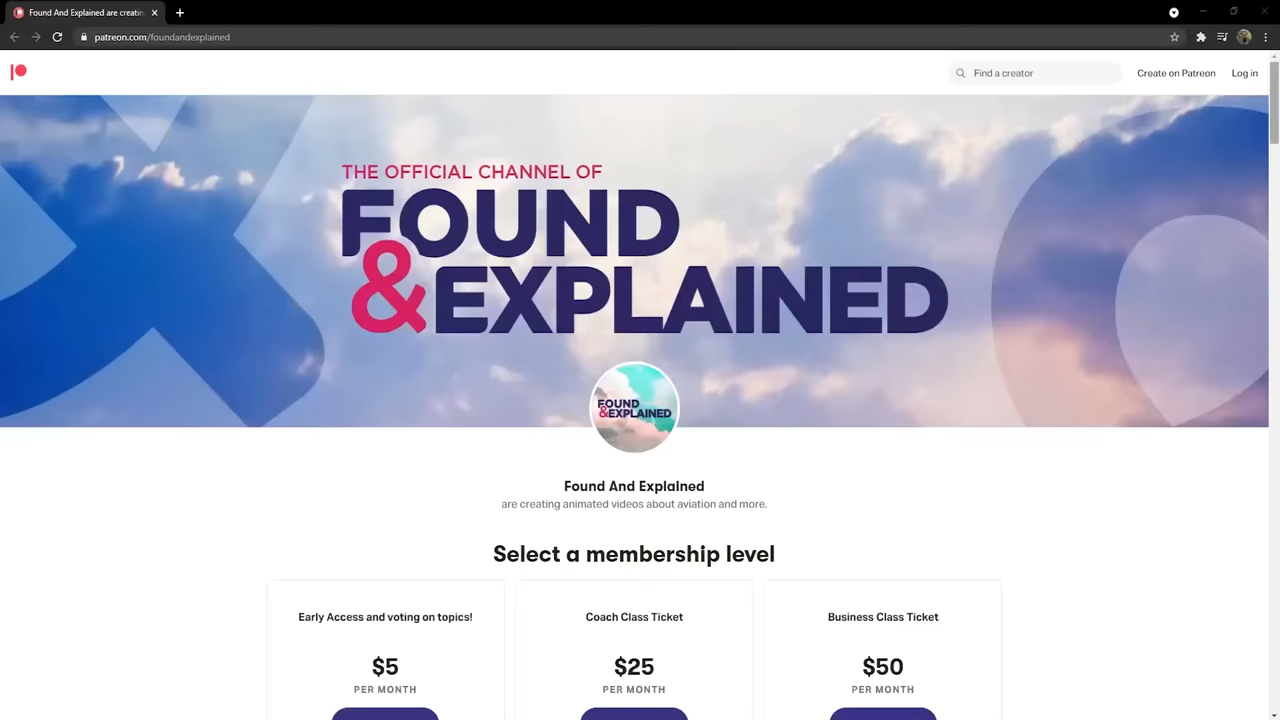 Found And Explained are creatin
patreon.com/foundandexplained
Find a creator
Create on Patreon
Log in
THE OFFICIAL CHANNEL OF
FOUND
&EXPLAINED
FOUND
&EXPLAINED
Found And Explained
are creating animated videos about aviation and more.
Select a membership level
Early Access and voting on topics!
$5
PER MONTH
Coach Class Ticket
$25
PER MONTH
Business Class Ticket
$50
PER MONTH